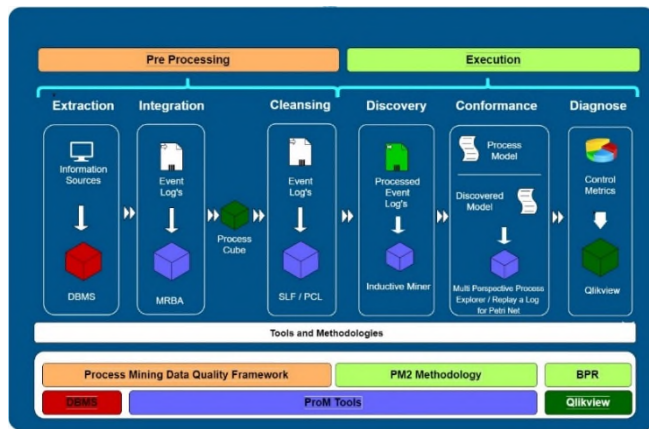 Pre Processing
Execution
Extraction
Integration
Cleansing
Discovery
Conformance
Diagnose
Information
Sources
DBMS
Event
Log's
MRBA
Process
Cube
Event
Log's
SLF / PCL
Processed
Event
Log's
Inductive Miner
Process
Model
Discovered
Model
Multi Perspective Process
Explorer / Replay a Log
for Petri Net
Control
Metrics
Qlikview
Tools and Methodologies
Process Mining Data Quality Framework
PM2 Methodology
BPR
DBMS
ProM Tools
Qlikview